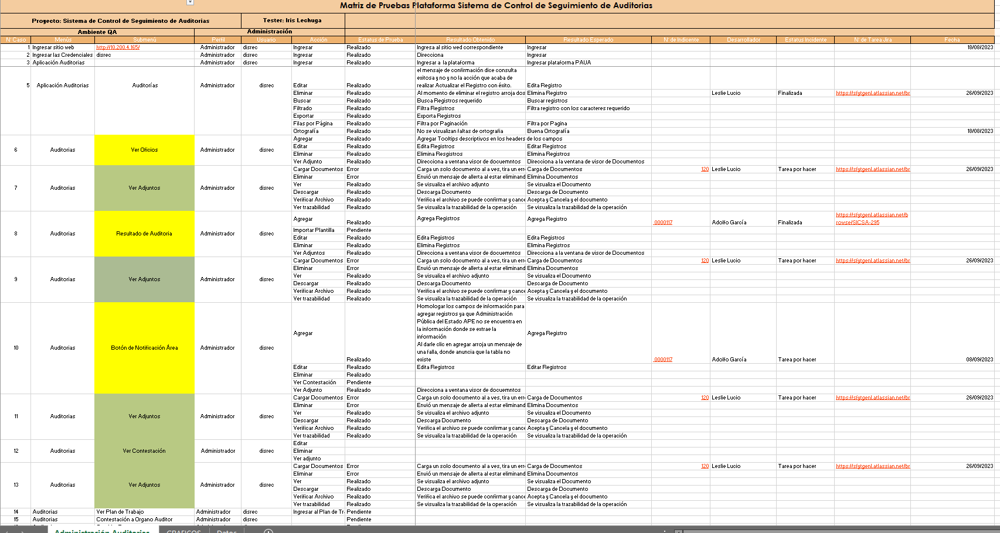 Matriz de Pruebas Plataforma Sistema de Control de Seguimiento de Auditorias
Proyecto: Sistema de Control de Seguimiento de Auditorias Tester: Iris Lechuga
Ambiente QA Administración
N° Caso Menús Submenú Perfil Usuario Acción Estatus de Prueba Resultado Obtenido Resultado Esperado N° de Indicente Desarrollador Estatus Incidente N° de Tarea Jira Fecha
1 Ingresar sitio web http://10.200.4.165/ Administrador disrec Ingresar Realizado Ingresa al sitio wed correspondiente Ingresar 18/08/2023
2 Ingresar las Credenciales disrec Administrador disrec Ingresar Realizado Direcciona Ingresar
3 Aplicación Auditorias Administrador disrec Ingresar Realizado Ingresar a la plataforma Ingresar plataforma PAUA
el mensaje de confirmación dice consulta
exitosa y no y no la acción que acaba de
5 Aplicación Auditorias Auditorías Administrador disrec Editar Realizado realizar Actualizar el Registro con éxito. Edita Registro
Eliminar Realizado Al momento de eliminar el registro arroja dos Elimina Registro Leslie Lucio Finalizada https://sfytgenl.atlassian.net/br 26/09/2023
Buscar Realizado Busca Registros requerido Buscar registros
Filtrado Realizado Filtra Registros Filtra registro con los caracteres requerido
Exportar Realizado Exporta Registros
Filas por Página Realizado Filtra por Paginación Filtra por Pagina
Ortografía Realizado No se visualizan faltas de ortografia Buena Ortografía 18/08/2023
Agregar Realizado Agregar Tooltips descriptivos en los headers de los campos
6 Auditorias Ver Oficios Administrador disrec Editar Realizado Edita Registros Editar Registros
Eliminar Realizado Elimina Resgistros Elimina Registros
Ver Adjunto Realizado Direcciona a ventana visor de docuemntos Direcciona a la ventana de visor de Documentos
Cargar Documentos Error Carga un solo documento al a ves, tira un erro Carga de Documentos 120 Leslie Lucio Tarea por hacer https://sfytgenl.atlassian.net/br 26/09/2023
Eliminar Error Envió un mensaje de allerta al estar eliminand Elimina Documentos
7 Auditorias Ver Adjuntos Administrador disrec Ver Realizado Se visualiza el archivo adjunto Se visualiza el Documento
Descargar Realizado Descarga Documento Descarga de Documento
Verificar Archivo Realizado Verifica el archivo se puede confirmar y cance Acepta y Cancela y el documento
Ver trazabilidad Realizado Se visualiza la trazabilidad de la operación Se visualiza la trazabilidad de la operación
Agregar Realizado Agrega Registros Agrega Registro 0000117 Adolfo García Finalizada https://sfytgenl.atlassian.net/b
rowse/SICSA-295
Importar Plantilla Pendiente
8 Auditorias Resultado de Auditoria Administrador disrec Editar Realizado Edita Registros Edita Registros
Eliminar Realizado Elimina Registros Elimina Registros
Ver Adjuntos Realizado Direcciona a ventana visor de docuemntos Direcciona a la ventana de visor de Documentos
Cargar Documentos Error Carga un solo documento al a ves, tira un erro Carga de Documentos 120 Leslie Lucio Tarea por hacer https://sfytgenl.atlassian.net/br 26/09/2023
Eliminar Error Envió un mensaje de allerta al estar eliminand Elimina Documentos
9 Auditorias Ver Adjuntos Administrador disrec Ver Realizado Se visualiza el archivo adjunto Se visualiza el Documento
Descargar Realizado Descarga Documento Descarga de Documento
Verificar Archivo Realizado Verifica el archivo se puede confirmar y cance Acepta y Cancela y el documento
Ver trazabilidad Realizado Se visualiza la trazabilidad de la operación Se visualiza la trazabilidad de la operación
Homologar los campos de información para
agregar registros ya que Administración
Pública del Estado APE no se encuentra en
la información donde se extrae la
Agregar información Agrega Registro
Al darle clic en agregar arroja un mensaje de
10 Auditorias Botón de Notificación Área Administrador disrec una falla, donde anuncia que la tabla no
Realizado existe 0000117 Adolfo García Tarea por hacer 08/09/2023
Editar Realizado Edita Registros Editar Registros
Eliminar Realizado
Ver Contestación Pendiente
Ver Adjunto Realizado Direcciona a ventana visor de docuemntos
Cargar Documentos Error Carga un solo documento al a ves, tira un erro Carga de Documentos 120 Leslie Lucio Tarea por hacer https://sfytgenl.atlassian.net/br 26/09/2023
Eliminar Error Envió un mensaje de allerta al estar eliminand Elimina Documentos
11 Auditorias Ver Adjuntos Administrador disrec Ver Realizado Se visualiza el archivo adjunto Se visualiza el Documento
Descargar Realizado Descarga Documento Descarga de Documento
Verificar Archivo Realizado Verifica el archivo se puede confirmar y cance Acepta y Cancela y el documento
Ver trazabilidad Realizado Se visualiza la trazabilidad de la operación Se visualiza la trazabilidad de la operación
Editar
12 Auditorias Ver Contestación Administrador disrec Eliminar
Ver adjunto
Cargar Documentos Error Carga un solo documento al a ves, tira un erro Carga de Documentos 120 Leslie Lucio Tarea por hacer https://sfytgenl.atlassian.net/br 26/09/2023
Eliminar Error Envió un mensaje de allerta al estar eliminand Elimina Documentos
13 Auditorias Ver Adjuntos Administrador disrec Ver Realizado Se visualiza el archivo adjunto Se visualiza el Documento
Descargar Realizado Descarga Documento Descarga de Documento
Verificar Archivo Realizado Verifica el archivo se puede confirmar y cance Acepta y Cancela y el documento
Ver trazabilidad Realizado Se visualiza la trazabilidad de la operación Se visualiza la trazabilidad de la operación
14 Auditorias Ver Plan de Trabajo Administrador disrec Ingresar al Plan de Tr Pendiente
15 Auditorias Contestación a Organo Auditor Administrador disrec Pendiente
Administración Auditorias GRAFICOS Datos